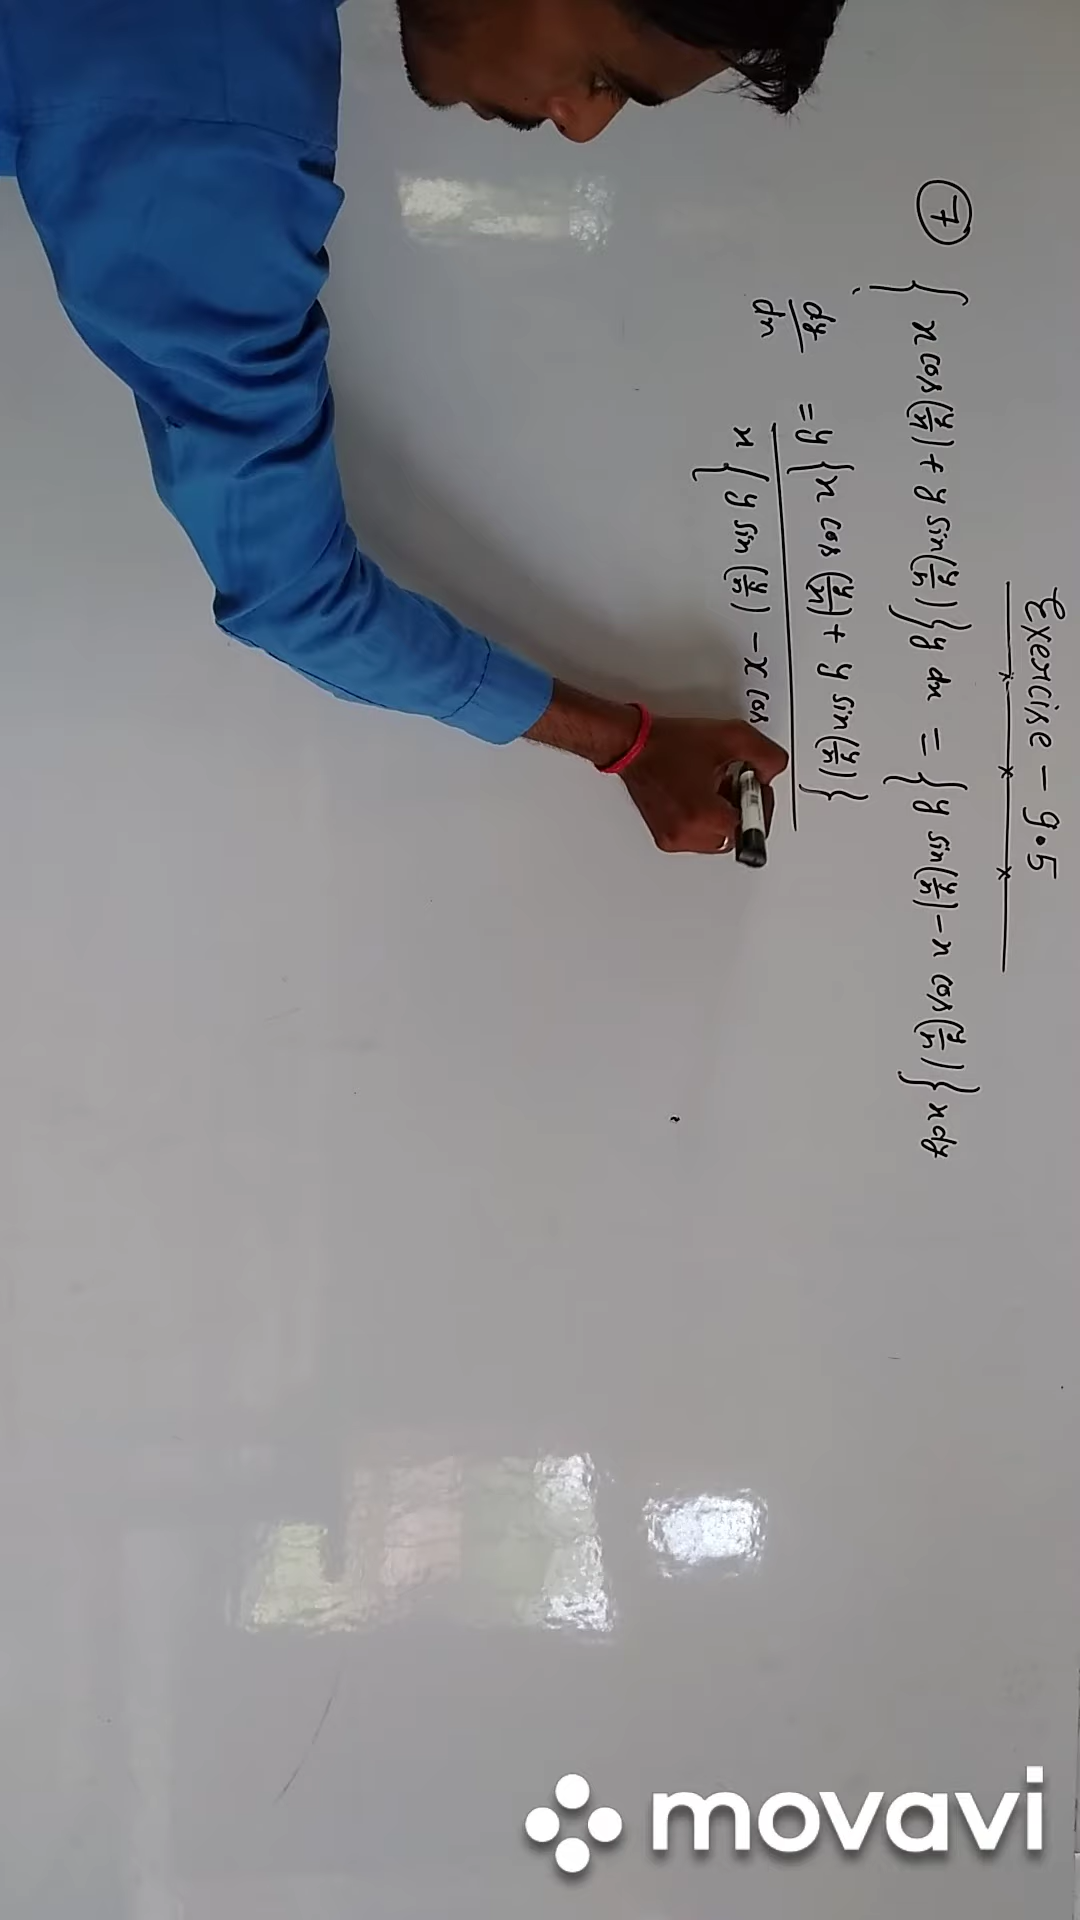 Exercise - 9.5
⑦ { x cos(y/x) + y sin(y/x) } y dx = { y sin(y/x) - x cos(y/x) } x dy
dy/dx = y { x cos(y/x) + y sin(y/x) }
x { y sin(y/x) - x cos
movavi